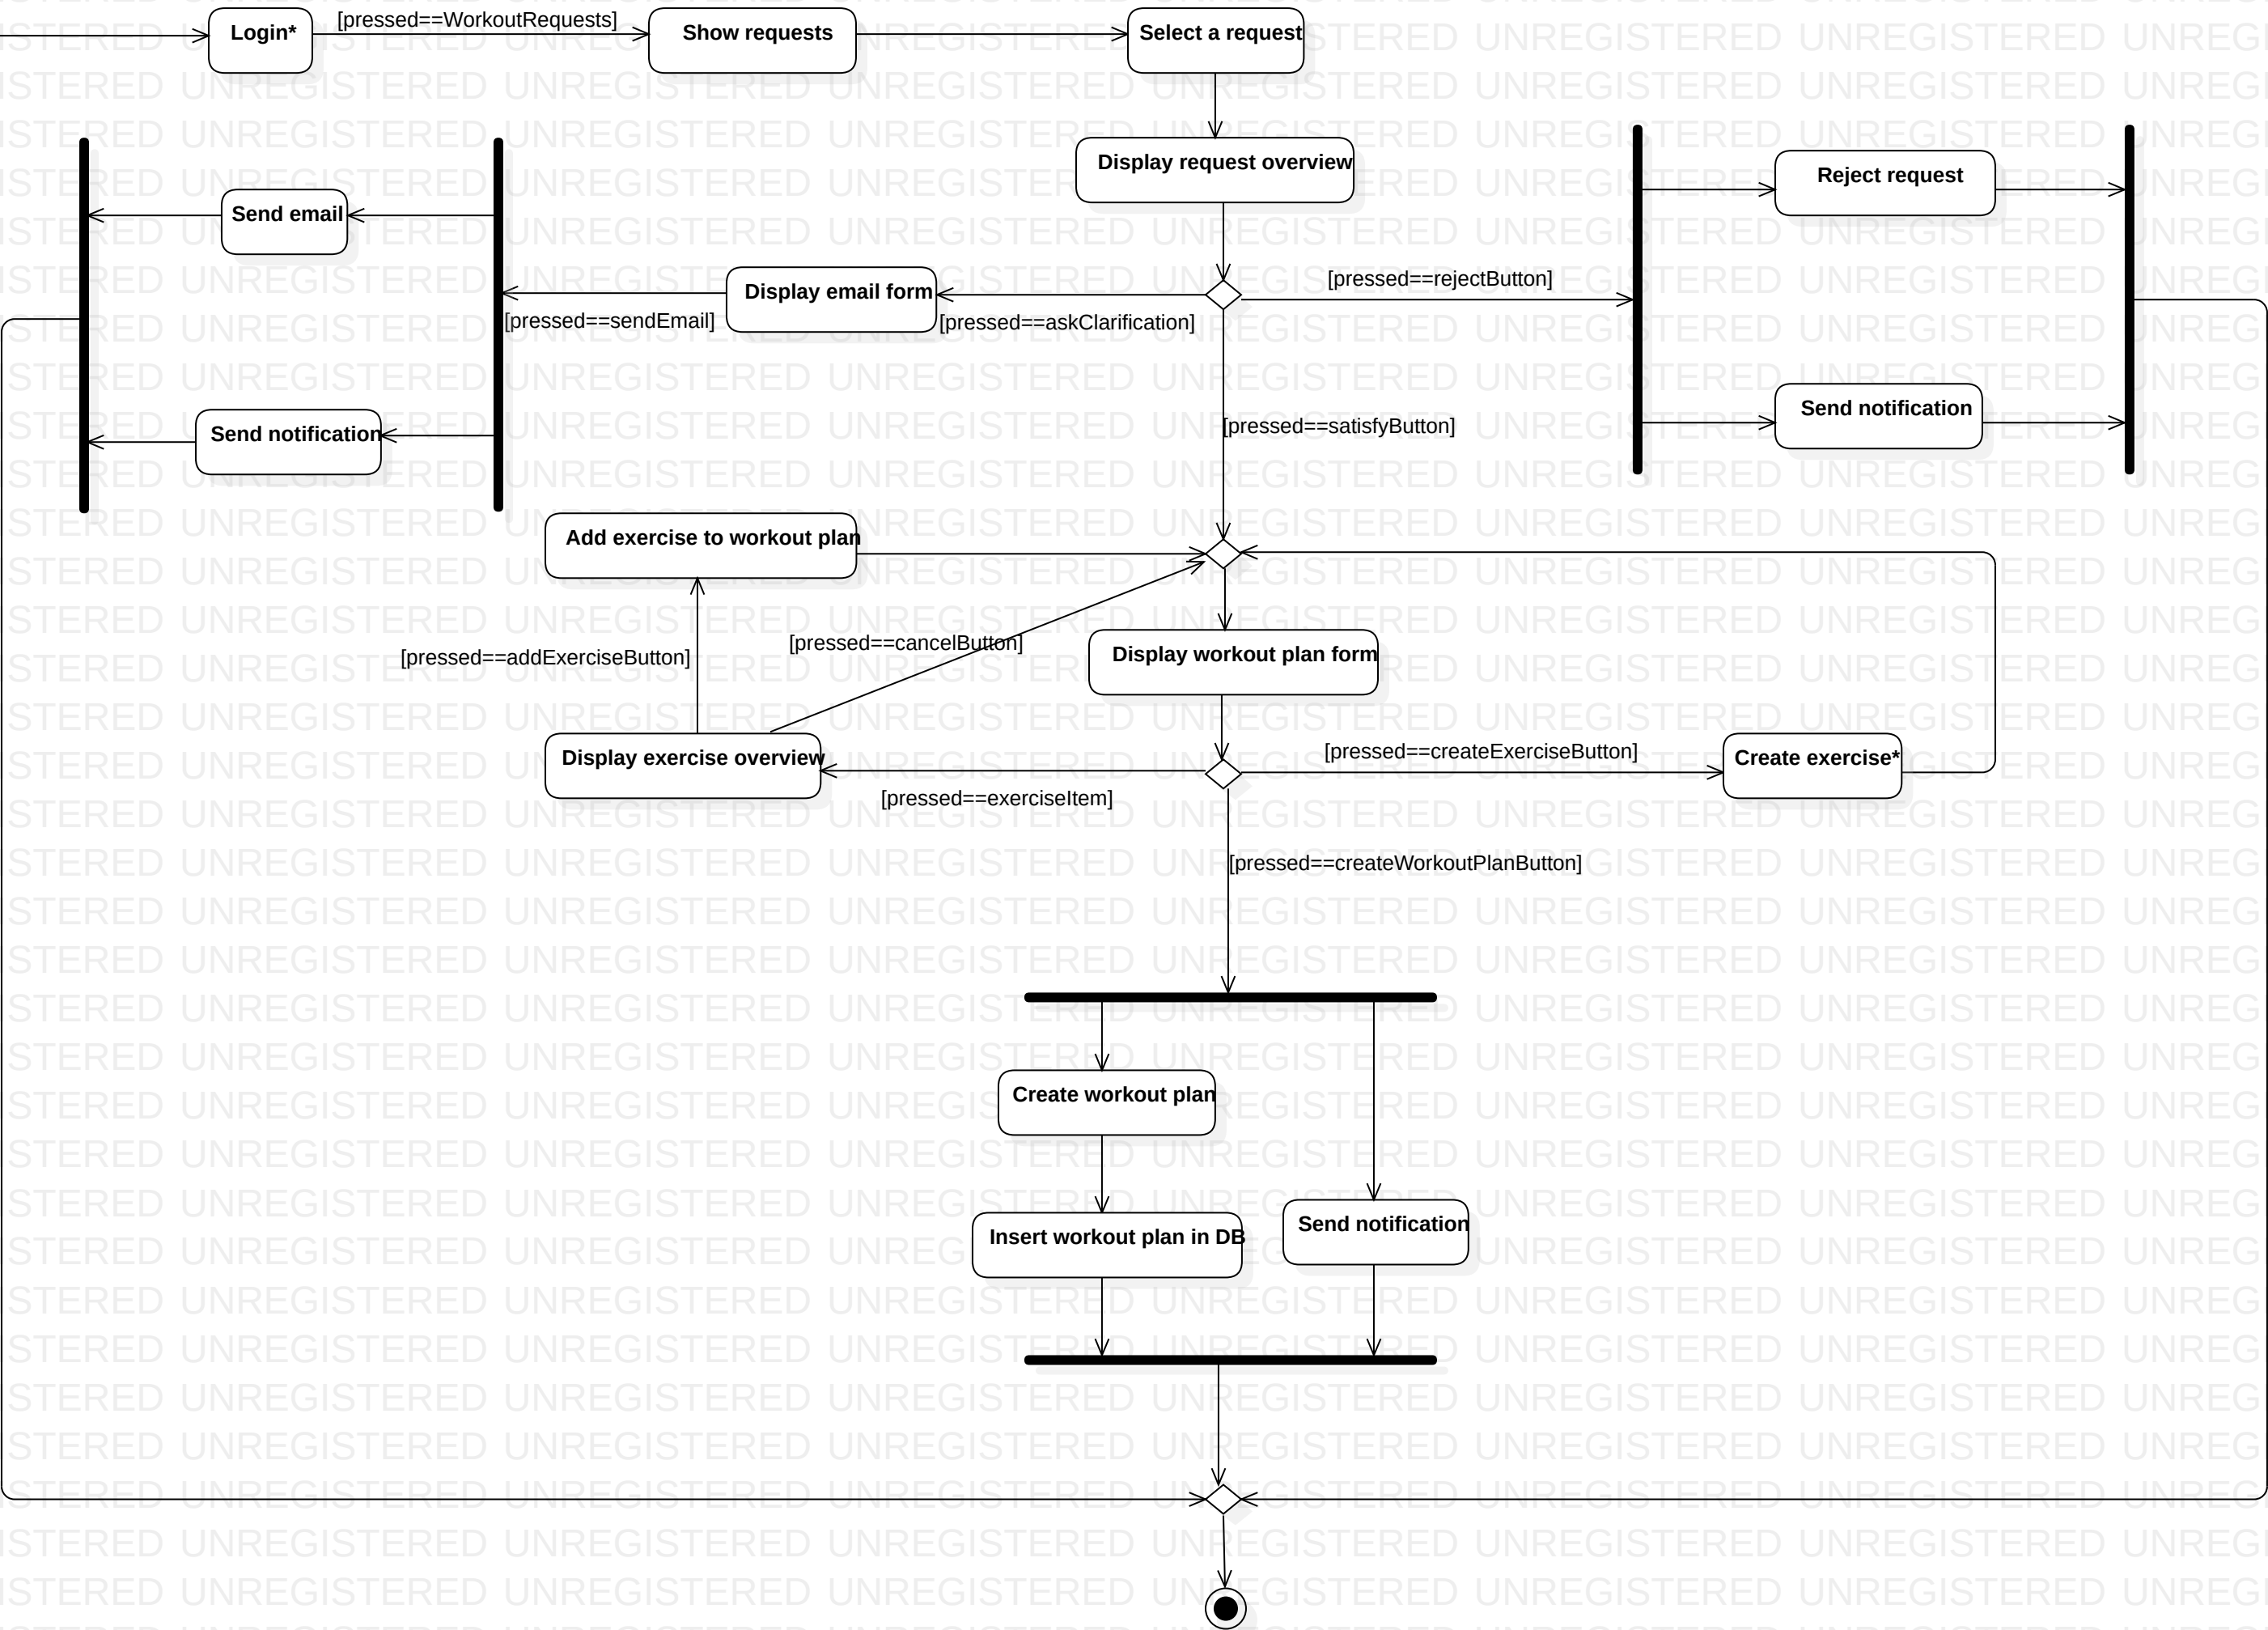 Login*
[pressed==WorkoutRequests]
Show requests
Select a request
Display request overview
Reject request
Send email
[pressed==rejectButton]
Display email form
[pressed==sendEmail]
[pressed==askClarification]
Send notification
[pressed==satisfyButton]
Send notification
Add exercise to workout plan
[pressed==cancelButton]
[pressed==addExerciseButton]
Display workout plan form
Display exercise overview
[pressed==createExerciseButton]
Create exercise*
[pressed==exerciseItem]
[pressed==createWorkoutPlanButton]
Create workout plan
Insert workout plan in DB
Send notification
UNREGISTERED